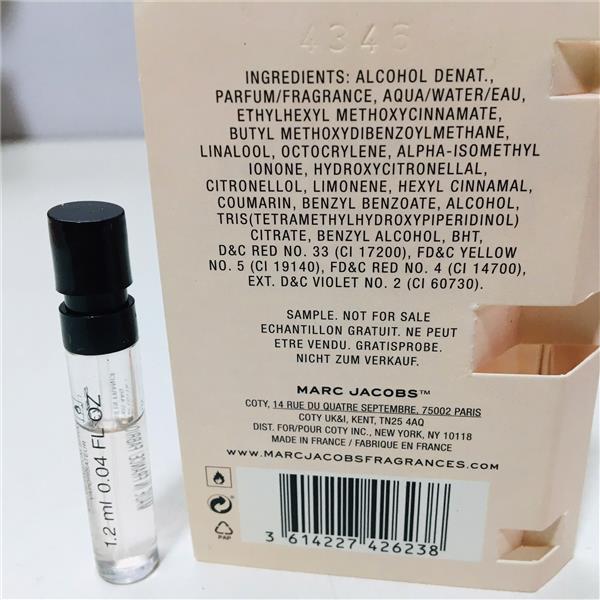 4346
INGREDIENTS: ALCOHOL DENAT.,
PARFUM/FRAGRANCE, AQUA/WATER/EAU,
ETHYLHEXYL METHOXYCINNAMATE,
BUTYL METHOXYDIBENZOYLMETHANE,
LINALOOL, OCTOCRYLENE, ALPHA-ISOMETHYL
IONONE, HYDROXYCITRONELLAL,
CITRONELLOL, LIMONENE, HEXYL CINNAMAL,
COUMARIN, BENZYL BENZOATE, ALCOHOL,
TRIS(TETRAMETHYLHYDROXYPIPERIDINOL)
CITRATE, BENZYL ALCOHOL, BHT,
D&C RED NO. 33 (CI 17200), FD&C YELLOW
NO. 5 (CI 19140), FD&C RED NO. 4 (CI 14700),
EXT. D&C VIOLET NO. 2 (CI 60730).
SAMPLE. NOT FOR SALE
ECHANTILLON GRATUIT. NE PEUT
ETRE VENDU. GRATISPROBE.
NICHT ZUM VERKAUF.
MARC JACOBS™
COTY, 14 RUE DU QUATRE SEPTEMBRE, 75002 PARIS
COTY UK&I, KENT, TN25 4AQ
DIST. FOR/POUR COTY INC., NEW YORK, NY 10118
MADE IN FRANCE / FABRIQUÉ EN FRANCE
WWW.MARCJACOBSFRAGRANCES.COM
PAP
3 614227 426238
1.2 ml 0.04 FL OZ